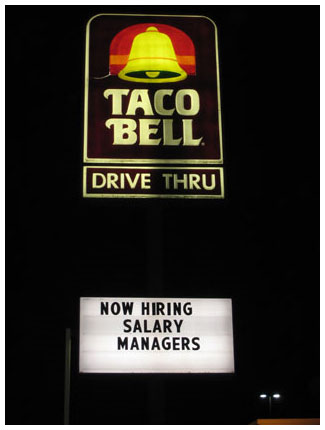 TACO
BELL
DRIVE THRU
NOW HIRING
SALARY
MANAGERS